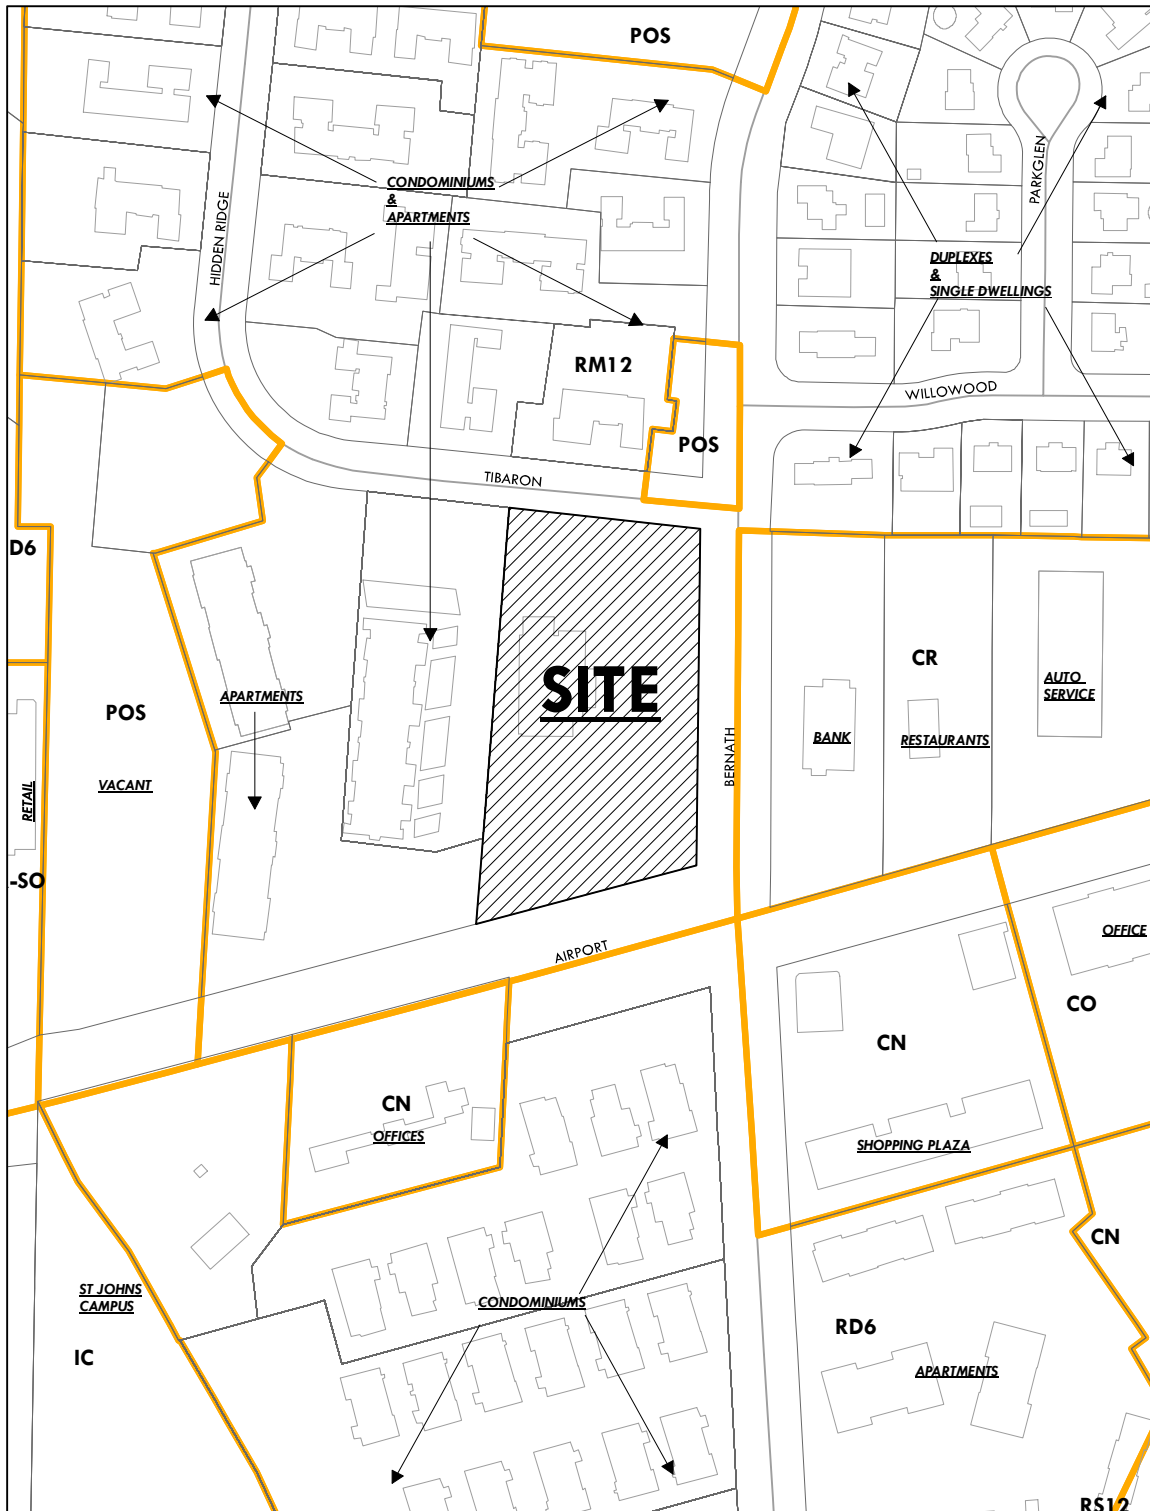 POS
CONDOMINIUMS
&
APARTMENTS
HIDDEN RIDGE
PARKGLEN
DUPLEXES
&
SINGLE DWELLINGS
RM12
WILLOWOOD
POS
TIBARON
D6
SITE
CR
AUTO
SERVICE
APARTMENTS
POS
BANK
RESTAURANTS
BERNATH
VACANT
RETAIL
-SO
AIRPORT
OFFICE
CO
CN
CN
OFFICES
SHOPPING PLAZA
CN
ST JOHNS
CAMPUS
CONDOMINIUMS
RD6
IC
APARTMENTS
RS12